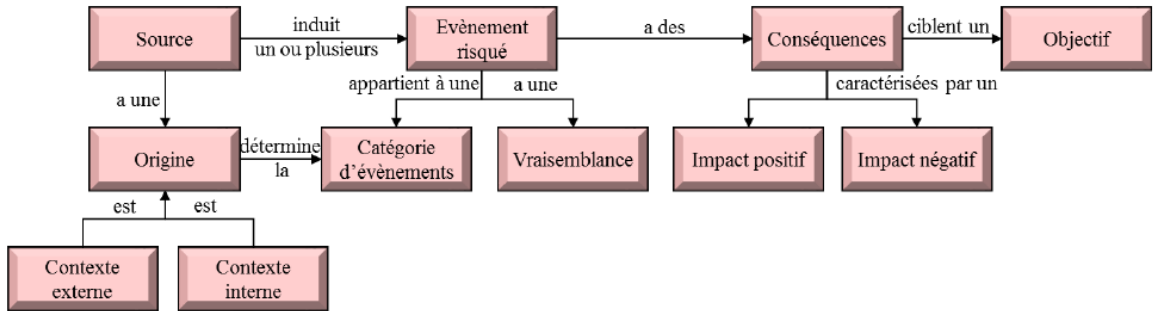 Source
induit
un ou plusieurs
Evènement
risqué
a des
Conséquences
ciblent un
Objectif
a une
appartient à une
a une
caractérisées par un
Origine
détermine
la
Catégorie
d'évènements
Vraisemblance
Impact positif
Impact négatif
est
est
Contexte
externe
Contexte
interne